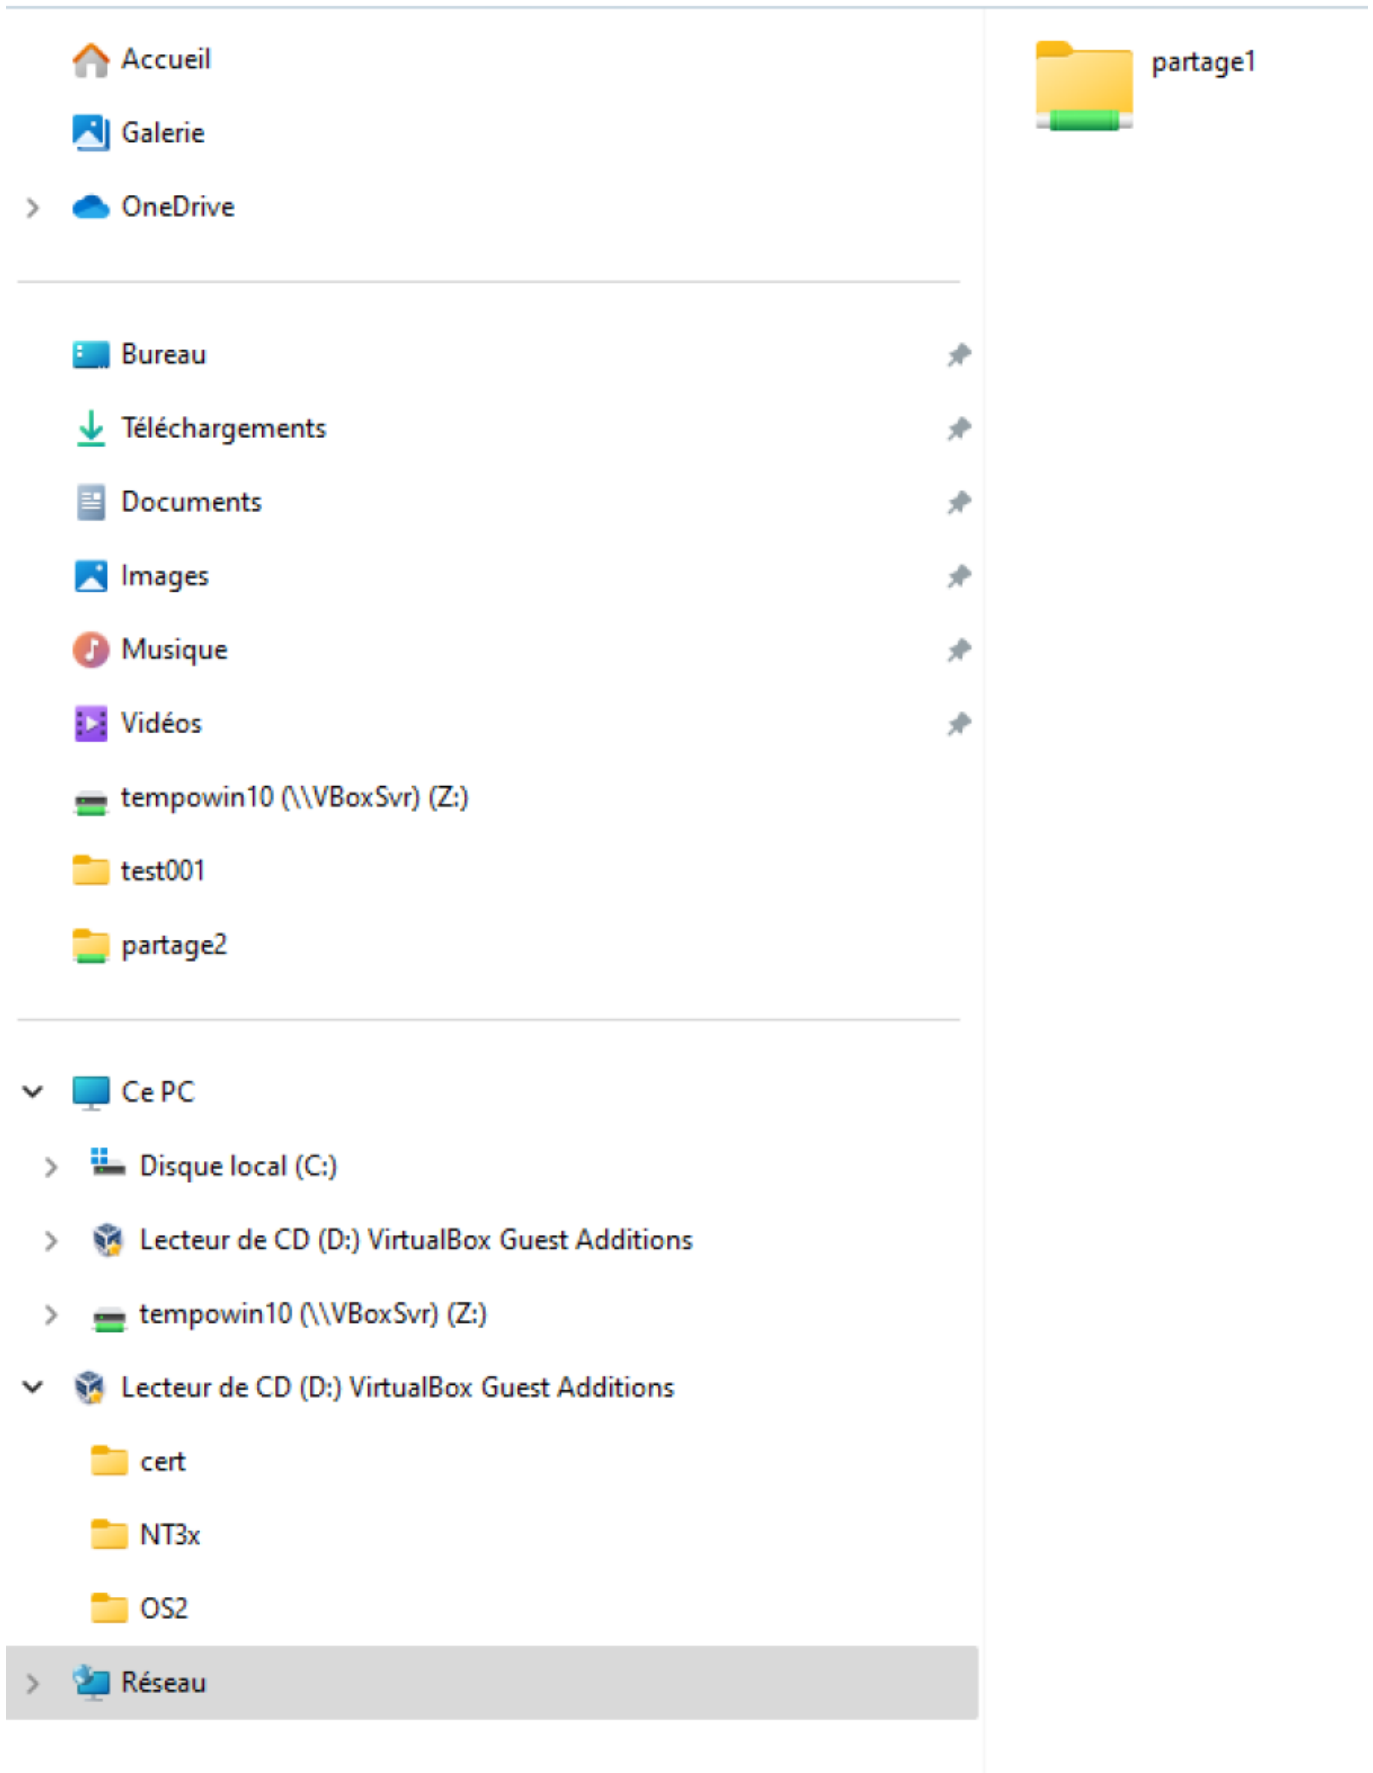 Accueil
partage1
Galerie
OneDrive
Bureau
Téléchargements
Documents
Images
Musique
Vidéos
tempowin10 (\\VBoxSvr) (Z:)
test001
partage2
Ce PC
Disque local (C:)
Lecteur de CD (D:) VirtualBox Guest Additions
tempowin10 (\\VBoxSvr) (Z:)
Lecteur de CD (D:) VirtualBox Guest Additions
cert
NT3x
OS2
Réseau